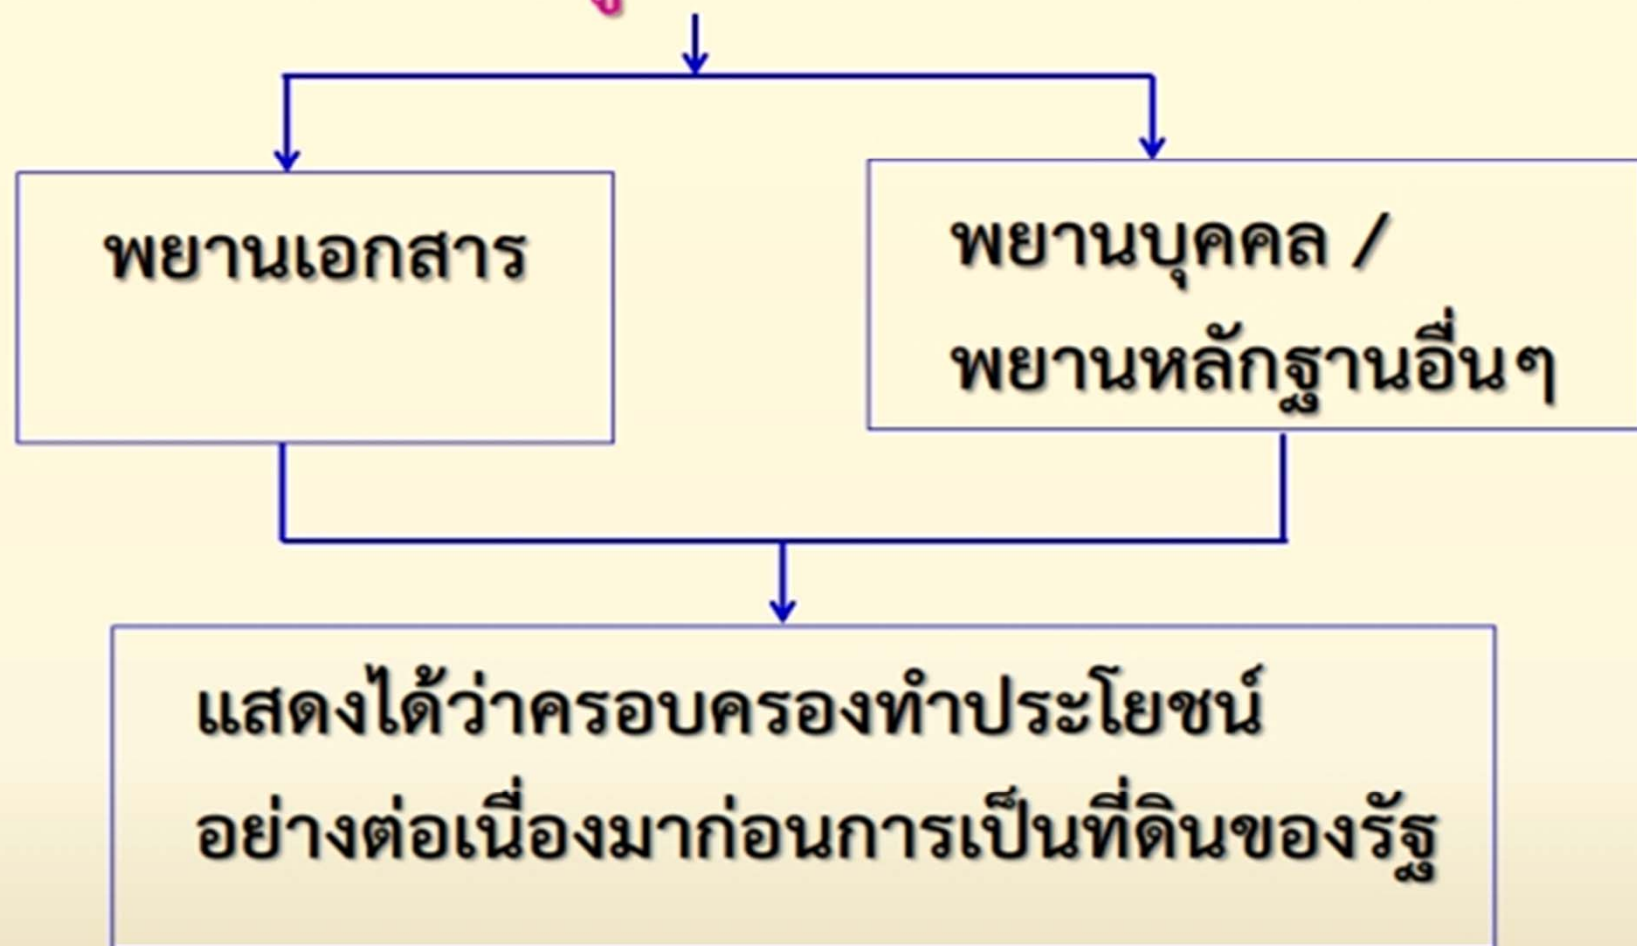 พยานเอกสาร
พยานบุคคล /
พยานหลักฐานอื่นๆ
แสดงได้ว่าครอบครองทำประโยชน์
อย่างต่อเนื่องมาก่อนการเป็นที่ดินของรัฐ